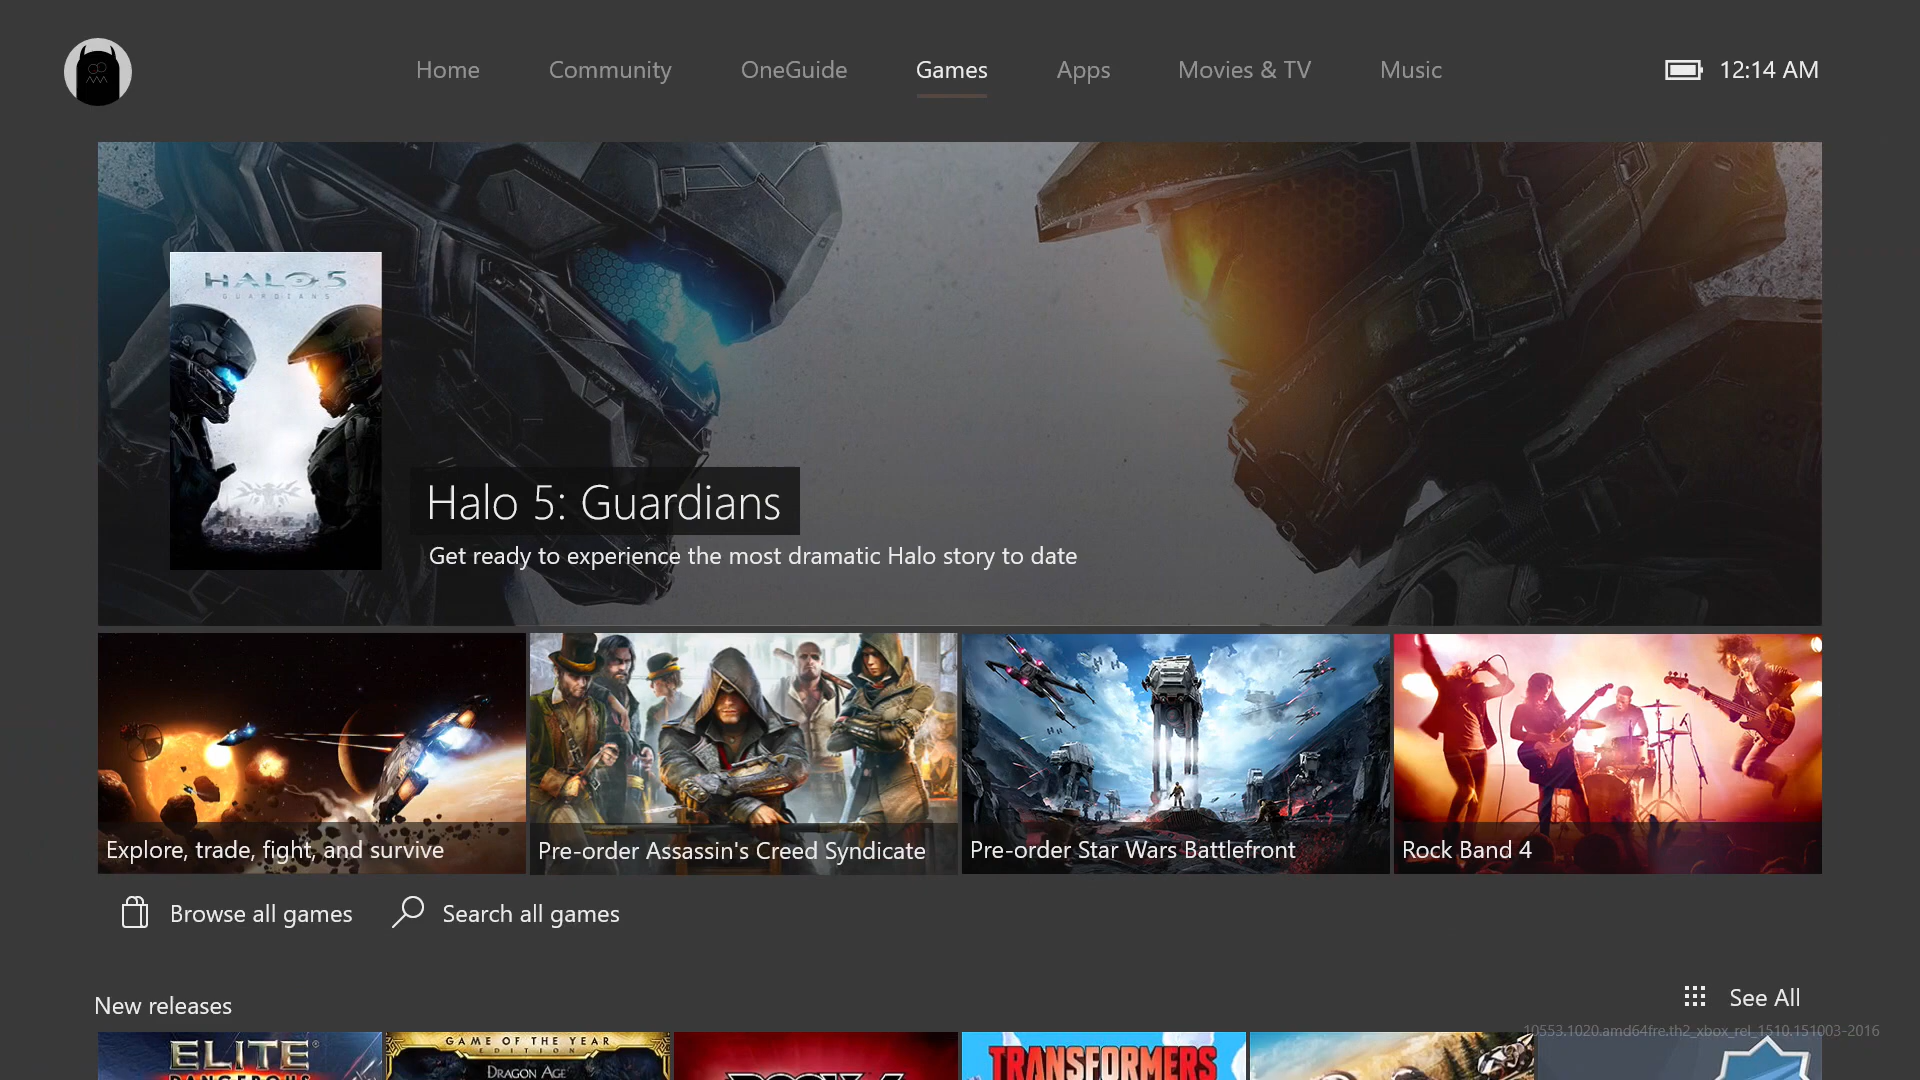 Home
Community
OneGuide
Games
Apps
Movies & TV
Music
12:14 AM
HALO 5
GUARDIANS
Halo 5: Guardians
Get ready to experience the most dramatic Halo story to date
Explore, trade, fight, and survive
Pre-order Assassin's Creed Syndicate
Pre-order Star Wars Battlefront
Rock Band 4
Browse all games
Search all games
New releases
See All
10553.1020.amd64fre.th2_xbox_rel_1510.151003-2016
ELITE
DANGEROUS
GAME OF THE YEAR
EDITION
DRAGON AGE
TRANSFORMERS